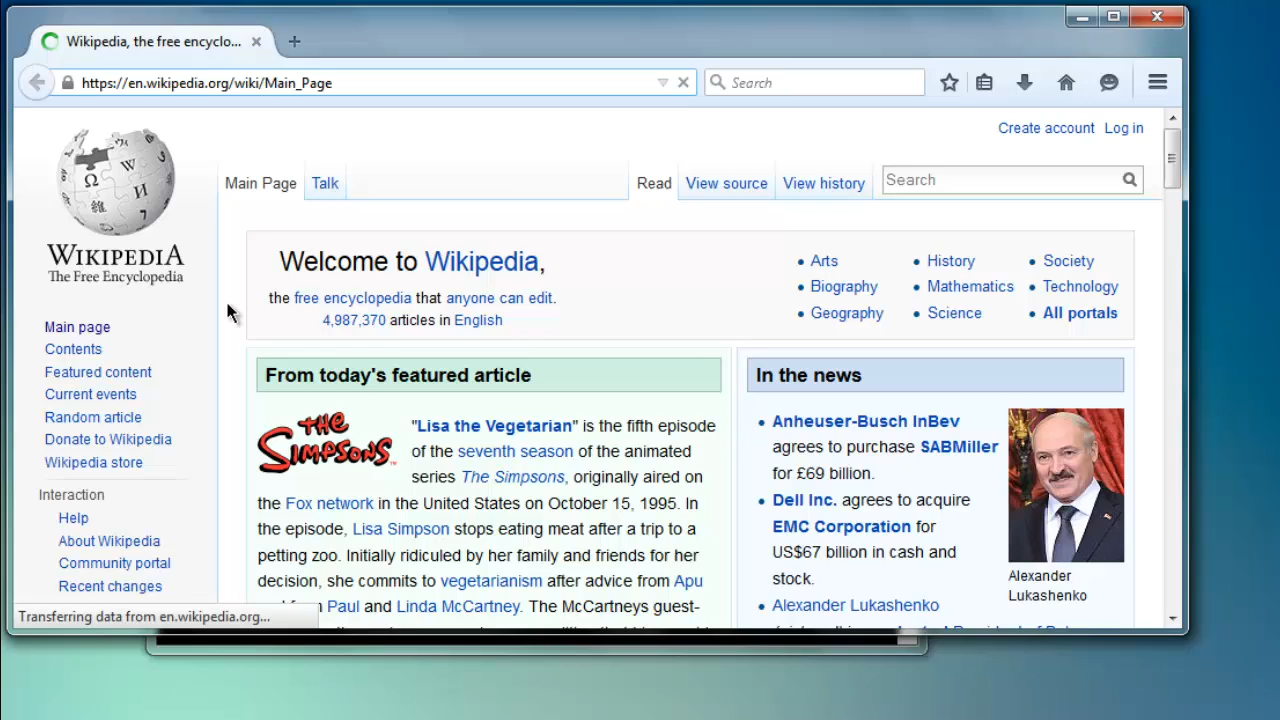 Wikipedia, the free encyclo...
https://en.wikipedia.org/wiki/Main_Page
Search
Create account Log in
Main Page Talk Read View source View history Search
WIKIPEDIA
The Free Encyclopedia
Main page
Contents
Featured content
Current events
Random article
Donate to Wikipedia
Wikipedia store
Interaction
Help
About Wikipedia
Community portal
Recent changes
Welcome to Wikipedia,
the free encyclopedia that anyone can edit.
4,987,370 articles in English
Arts
Biography
Geography
History
Mathematics
Science
Society
Technology
All portals
From today's featured article
THE
SIMPSONS
"Lisa the Vegetarian" is the fifth episode
of the seventh season of the animated
series The Simpsons, originally aired on
the Fox network in the United States on October 15, 1995. In
the episode, Lisa Simpson stops eating meat after a trip to a
petting zoo. Initially ridiculed by her family and friends for her
decision, she commits to vegetarianism after advice from Apu
Paul and Linda McCartney. The McCartneys guest-
In the news
Anheuser-Busch InBev
agrees to purchase SABMiller
for £69 billion.
Dell Inc. agrees to acquire
EMC Corporation for
US$67 billion in cash and
stock.
Alexander Lukashenko
Alexander
Lukashenko
Transferring data from en.wikipedia.org...